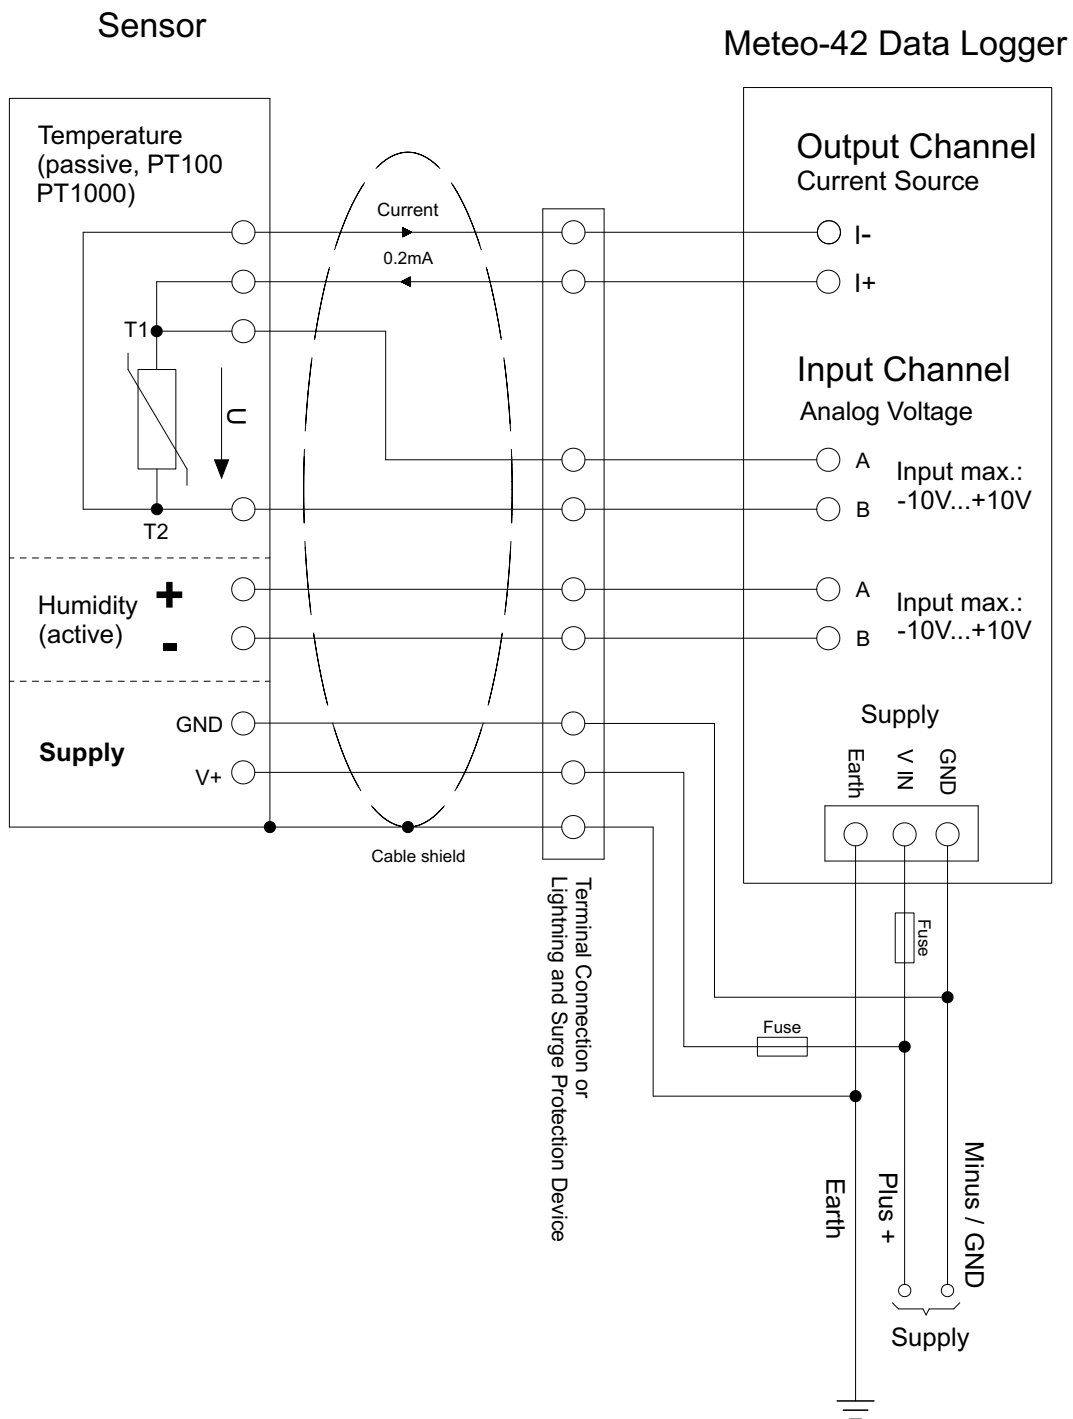 Sensor
Meteo-42 Data Logger
Temperature
(passive, PT100
PT1000)
Output Channel
Current Source
Current
0.2mA
I-
I+
T1
U
T2
Input Channel
Analog Voltage
A
B
Input max.:
-10V...+10V
Humidity
(active)
+
-
A
B
Input max.:
-10V...+10V
Supply
GND
V+
Supply
Earth
V IN
GND
Cable shield
Terminal Connection or
Lightning and Surge Protection Device
Fuse
Fuse
Earth
Plus +
Minus / GND
Supply